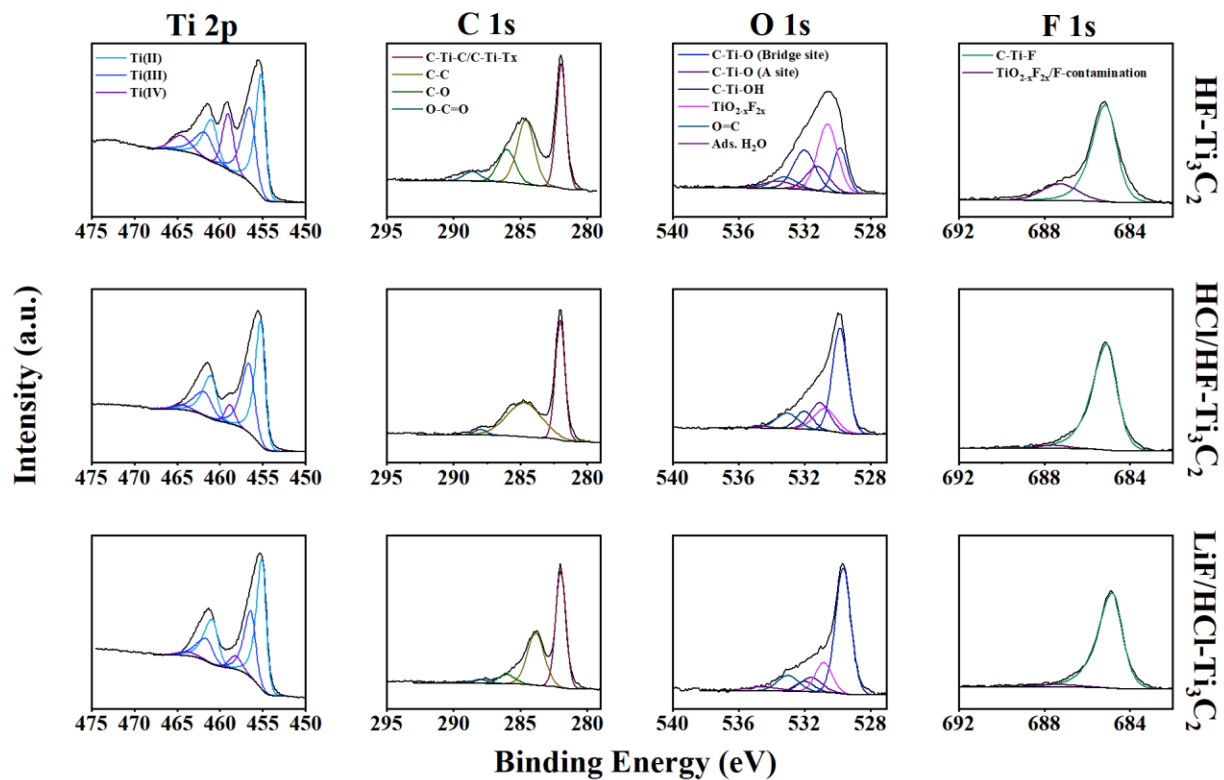 Ti 2p
C 1s
O 1s
F 1s
Ti(II)
Ti(III)
Ti(IV)
C-Ti-C/C-Ti-Tx
C-C
C-O
O-C=O
C-Ti-O (Bridge site)
C-Ti-O (A site)
C-Ti-OH
TiO₂₋ₓF₂ₓ
O=C
Ads. H₂O
C-Ti-F
TiO₂₋ₓF₂ₓ/F-contamination
HF-Ti₃C₂
475 470 465 460 455 450
295 290 285 280
540 536 532 528
692 688 684
Intensity (a.u.)
HCl/HF-Ti₃C₂
475 470 465 460 455 450
295 290 285 280
540 536 532 528
692 688 684
LiF/HCl-Ti₃C₂
475 470 465 460 455 450
295 290 285 280
540 536 532 528
692 688 684
Binding Energy (eV)